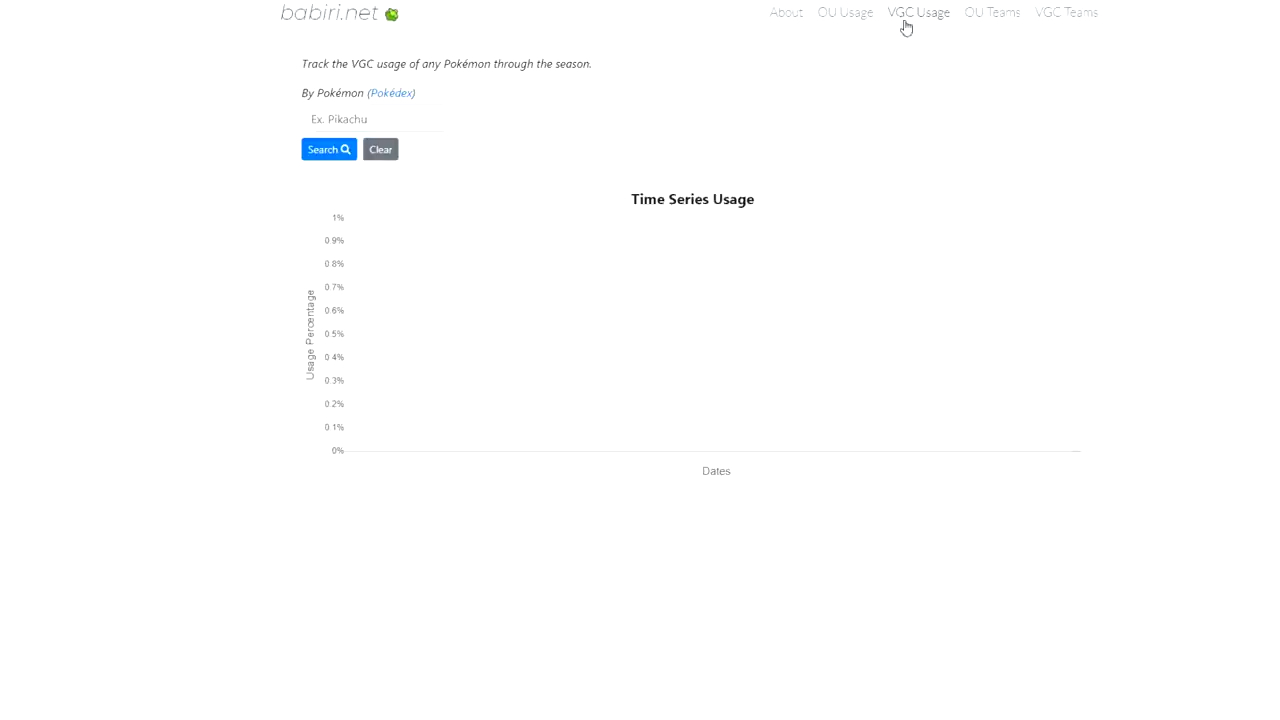 babiri.net
About OU Usage VGC Usage OU Teams VGC Teams
Track the VGC usage of any Pokémon through the season.
By Pokémon (Pokédex)
Ex. Pikachu
Search Clear
Time Series Usage
1%
0.9%
0.8%
0.7%
0.6%
0.5%
0.4%
0.3%
0.2%
0.1%
0%
Usage Percentage
Dates